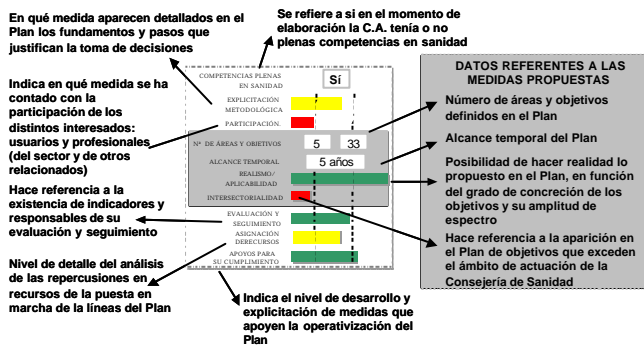 En qué medida aparecen detallados en el
Plan los fundamentos y pasos que
justifican la toma de decisiones
Se refiere a si en el momento de
elaboración la C.A. tenía o no
plenas competencias en sanidad
Indica en qué medida se ha
contado con la
participación de los
distintos interesados:
usuarios y profesionales
(del sector y de otros
relacionados)
Hace referencia a la
existencia de indicadores y
responsables de su
evaluación y seguimiento
Nivel de detalle del análisis
de las repercusiones en
recursos de la puesta en
marcha de la líneas del Plan
COMPETENCIAS PLENAS
EN SANIDAD
Sí
EXPLICITACIÓN
METODOLÓGICA
PARTICIPACIÓN.
Nº DE ÁREAS Y OBJETIVOS
5 33
ALCANCE TEMPORAL
5 años
REALISMO/
APLICABILIDAD
INTERSECTORIALIDAD
EVALUACIÓN Y
SEGUIMIENTO
ASIGNACIÓN
DERECURSOS
APOYOS PARA
SU CUMPLIMIENTO
Indica el nivel de desarrollo y
explicitación de medidas que
apoyen la operativización del
Plan
DATOS REFERENTES A LAS
MEDIDAS PROPUESTAS
Número de áreas y objetivos
definidos en el Plan
Alcance temporal del Plan
Posibilidad de hacer realidad lo
propuesto en el Plan, en función
del grado de concreción de los
objetivos y su amplitud de
espectro
Hace referencia a la aparición en
el Plan de objetivos que exceden
el ámbito de actuación de la
Consejería de Sanidad